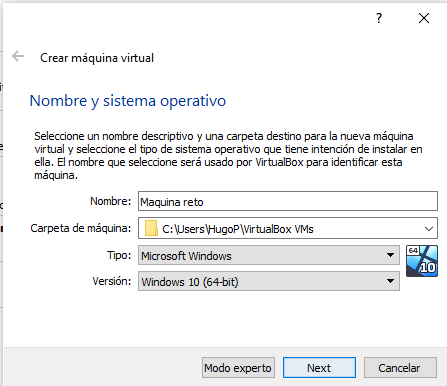 ?
Crear máquina virtual
Nombre y sistema operativo
Seleccione un nombre descriptivo y una carpeta destino para la nueva máquina
virtual y seleccione el tipo de sistema operativo que tiene intención de instalar en
ella. El nombre que seleccione será usado por VirtualBox para identificar esta
máquina.
Nombre: Maquina reto
Carpeta de máquina: C:\Users\HugoP\VirtualBox VMs
Tipo: Microsoft Windows
64
10
Versión: Windows 10 (64-bit)
Modo experto Next Cancelar